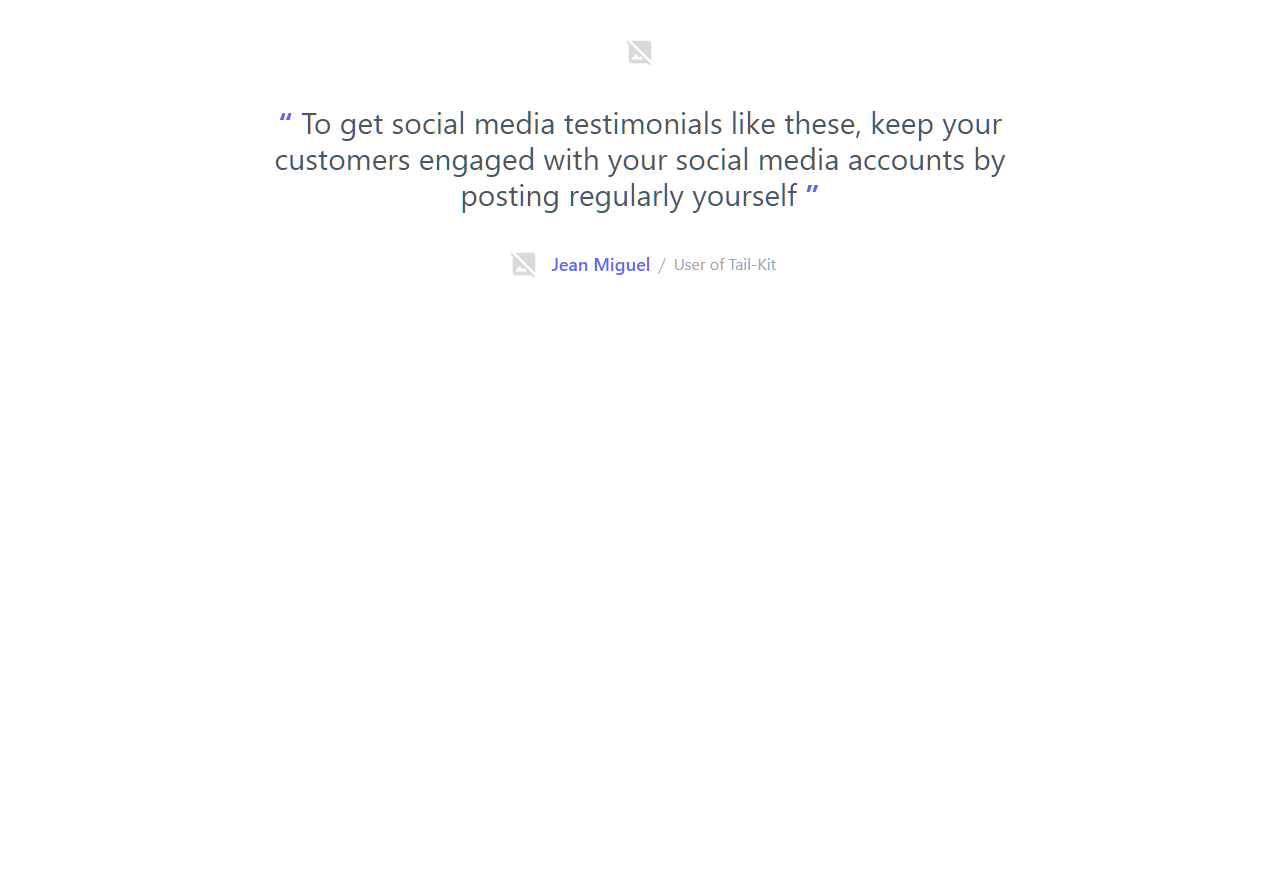 “ To get social media testimonials like these, keep your
customers engaged with your social media accounts by
posting regularly yourself ”
Jean Miguel / User of Tail-Kit